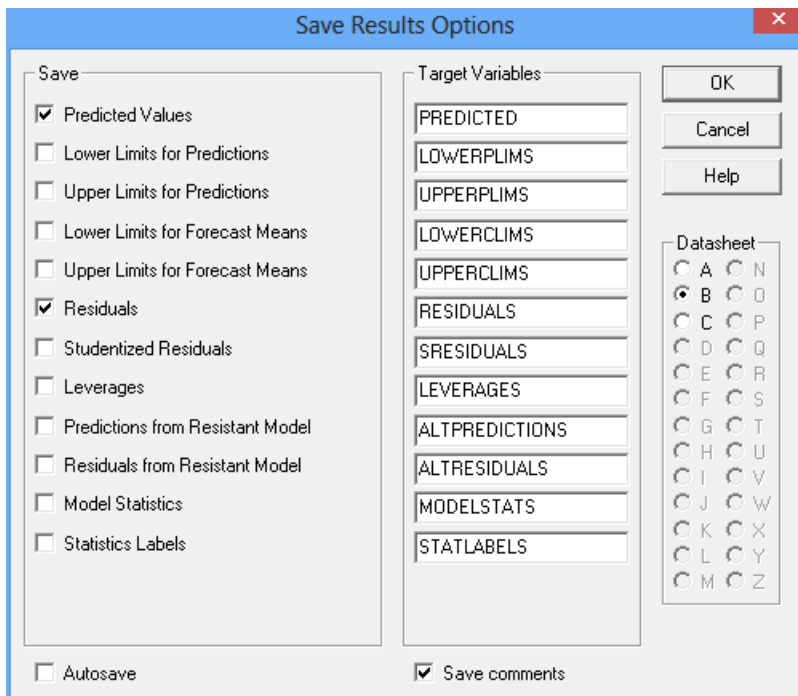 Save Results Options
Save
Predicted Values
Lower Limits for Predictions
Upper Limits for Predictions
Lower Limits for Forecast Means
Upper Limits for Forecast Means
Residuals
Studentized Residuals
Leverages
Predictions from Resistant Model
Residuals from Resistant Model
Model Statistics
Statistics Labels
Autosave
Target Variables
PREDICTED
LOWERPLIMS
UPPERPLIMS
LOWERCLIMS
UPPERCLIMS
RESIDUALS
SRESIDUALS
LEVERAGES
ALTPREDICTIONS
ALTRESIDUALS
MODELSTATS
STATLABELS
Save comments
OK
Cancel
Help
Datasheet
A N
B O
C P
D Q
E R
F S
G T
H U
I V
J W
K X
L Y
M Z